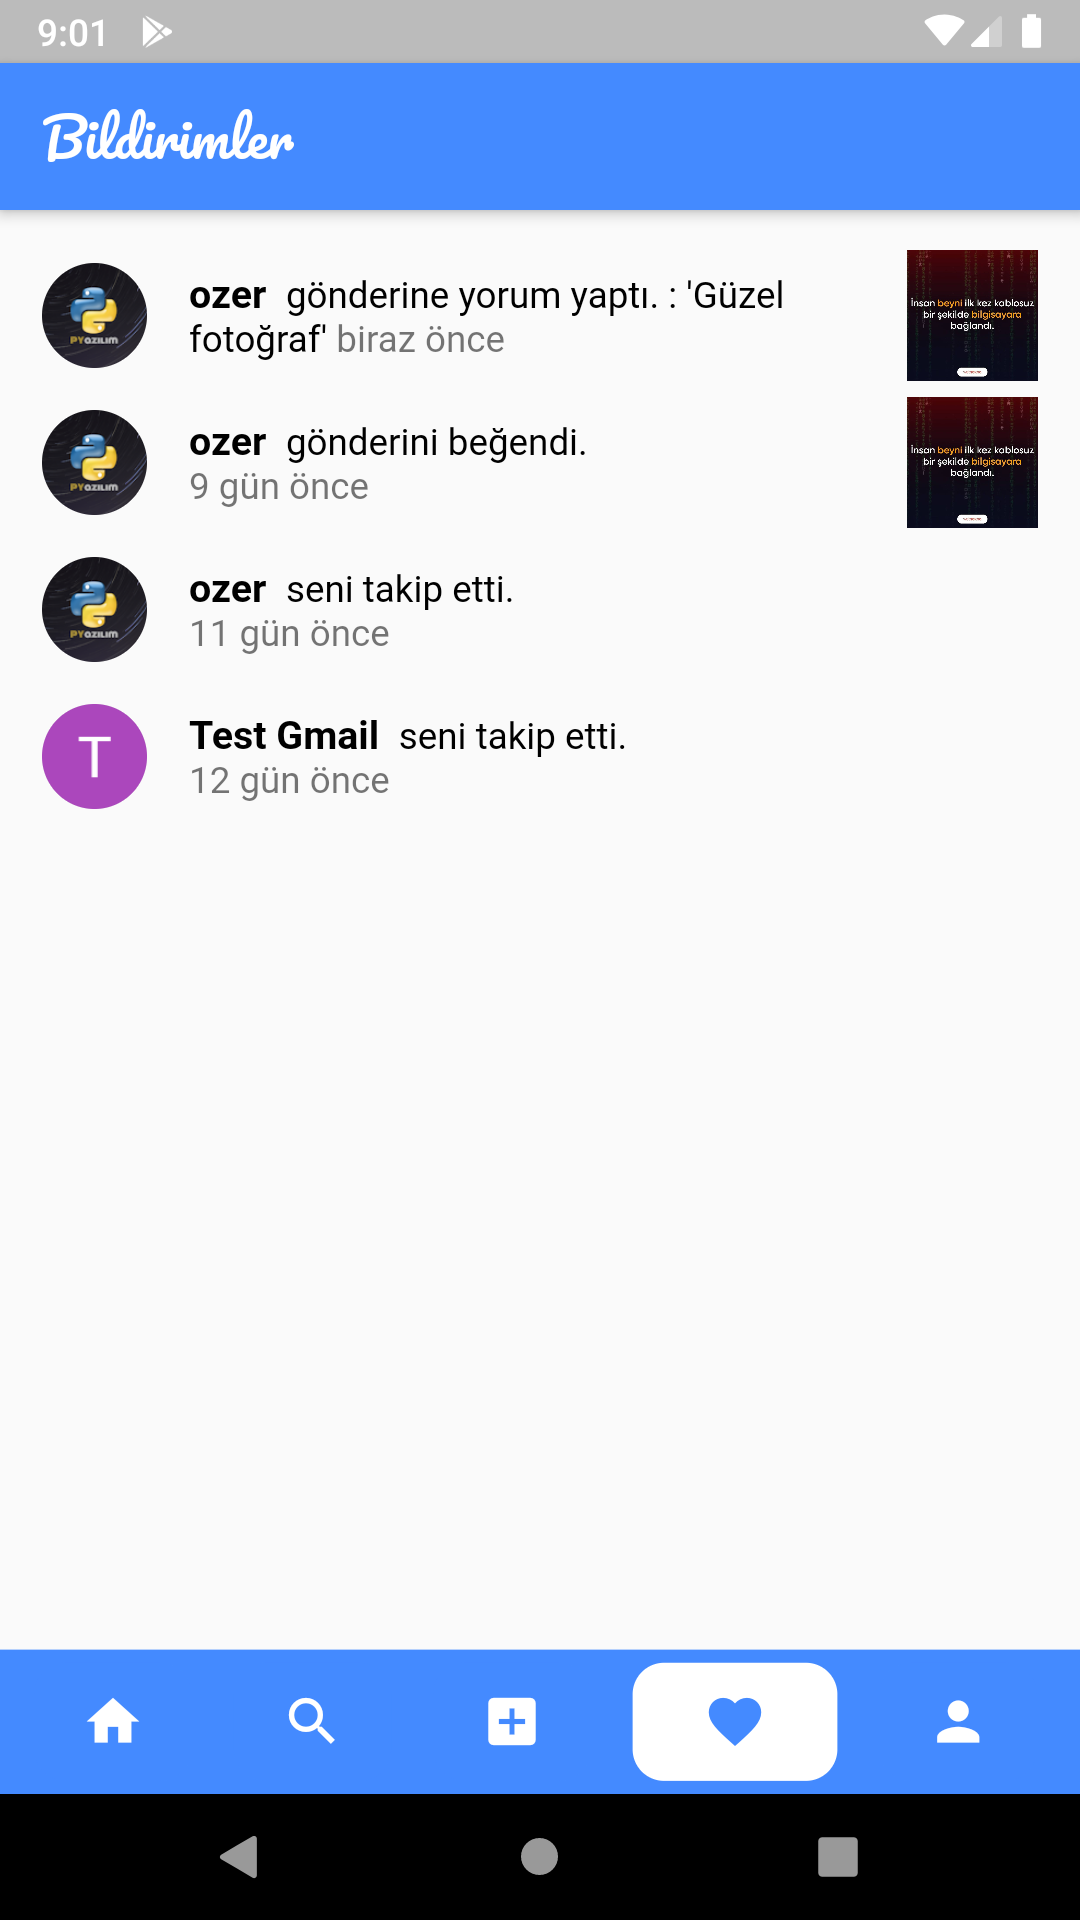 9:01
Bildirimler
ozer gönderine yorum yaptı. : 'Güzel
fotoğraf' biraz önce
PYAZILIM
İnsan beyni ilk kez kablosuz
bir şekilde bilgisayara
bağlandı.
ozer gönderini beğendi.
9 gün önce
PYAZILIM
İnsan beyni ilk kez kablosuz
bir şekilde bilgisayara
bağlandı.
ozer seni takip etti.
11 gün önce
PYAZILIM
T
Test Gmail seni takip etti.
12 gün önce